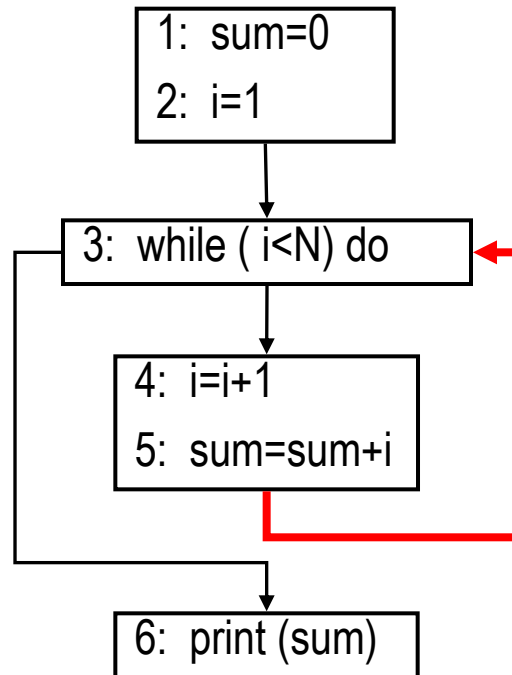 1: sum=0
2: i=1
3: while ( i<N) do
4: i=i+1
5: sum=sum+i
6: print (sum)